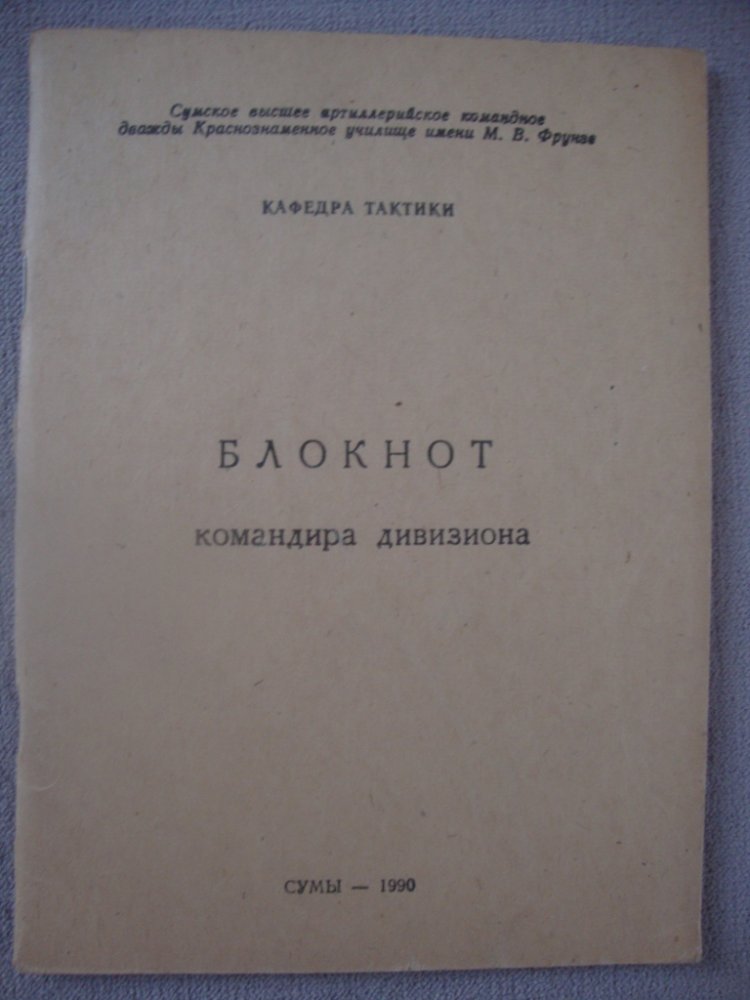 Сумское высшее артиллерийское командное
дважды Краснознаменное училище имени М. В. Фрунзе
КАФЕДРА ТАКТИКИ
БЛОКНОТ
командира дивизиона
СУМЫ — 1990